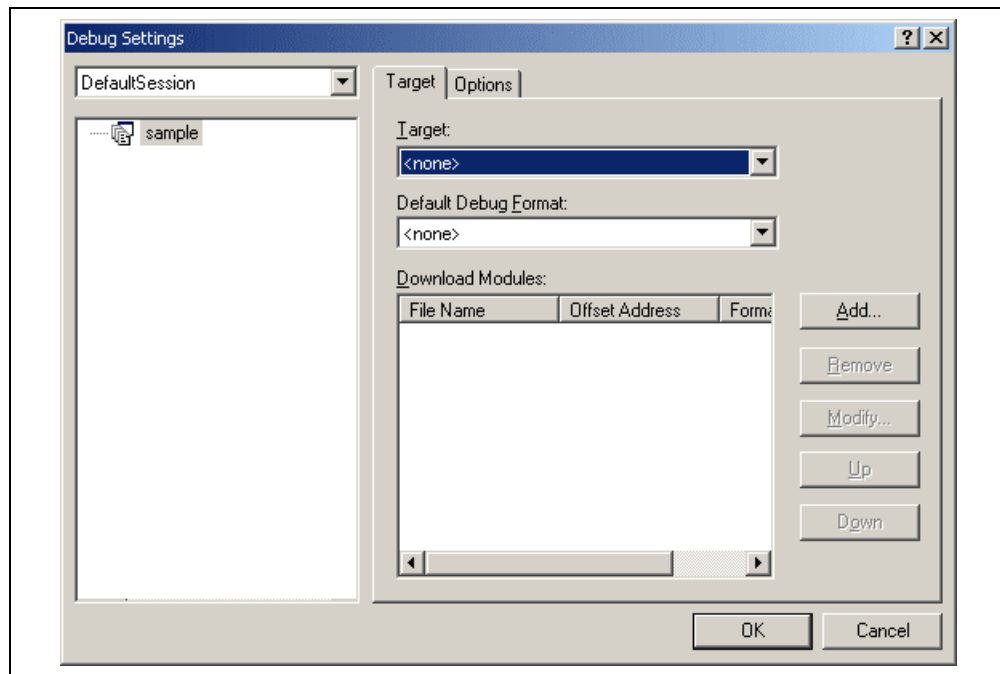 Debug Settings
DefaultSession
sample
Target Options
Target:
<none>
Default Debug Format:
<none>
Download Modules:
File Name Offset Address Forma
Add...
Remove
Modify...
Up
Down
OK Cancel